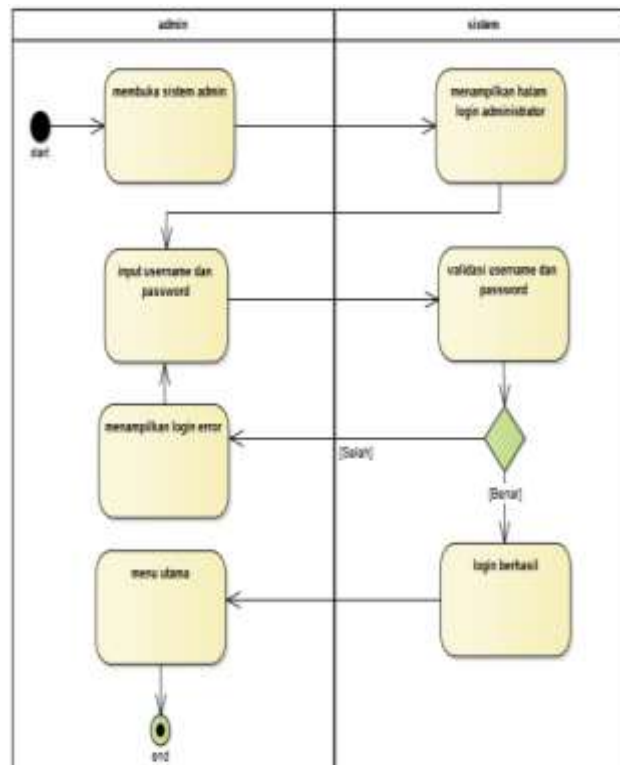 admin
sistem
membuka sistem admin
menampilkan halam
login administrator
start
input username dan
password
validasi username dan
password
menampilkan login error
[Salah]
[Benar]
menu utama
login berhasil
end